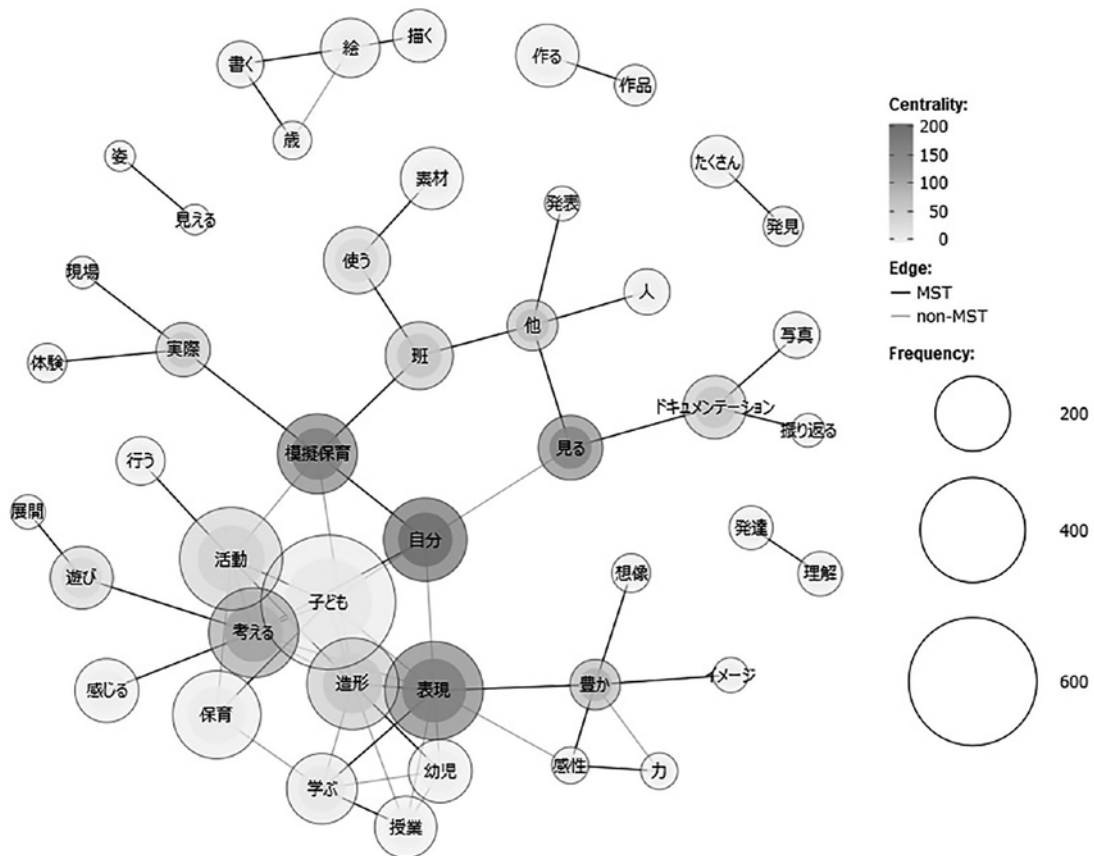 描く
絵
書く
作る
作品
歳
姿
たくさん
素材
見える
発表
発見
使う
現場
人
他
写真
実際
班
体験
ドキュメンテーション
振り返る
見る
模擬保育
行う
展開
自分
発達
活動
理解
遊び
想像
子ども
考える
イメージ
豊か
造形
表現
感じる
保育
感性
力
幼児
学ぶ
授業
Centrality:
200
150
100
50
0
Edge:
MST
non-MST
Frequency:
200
400
600